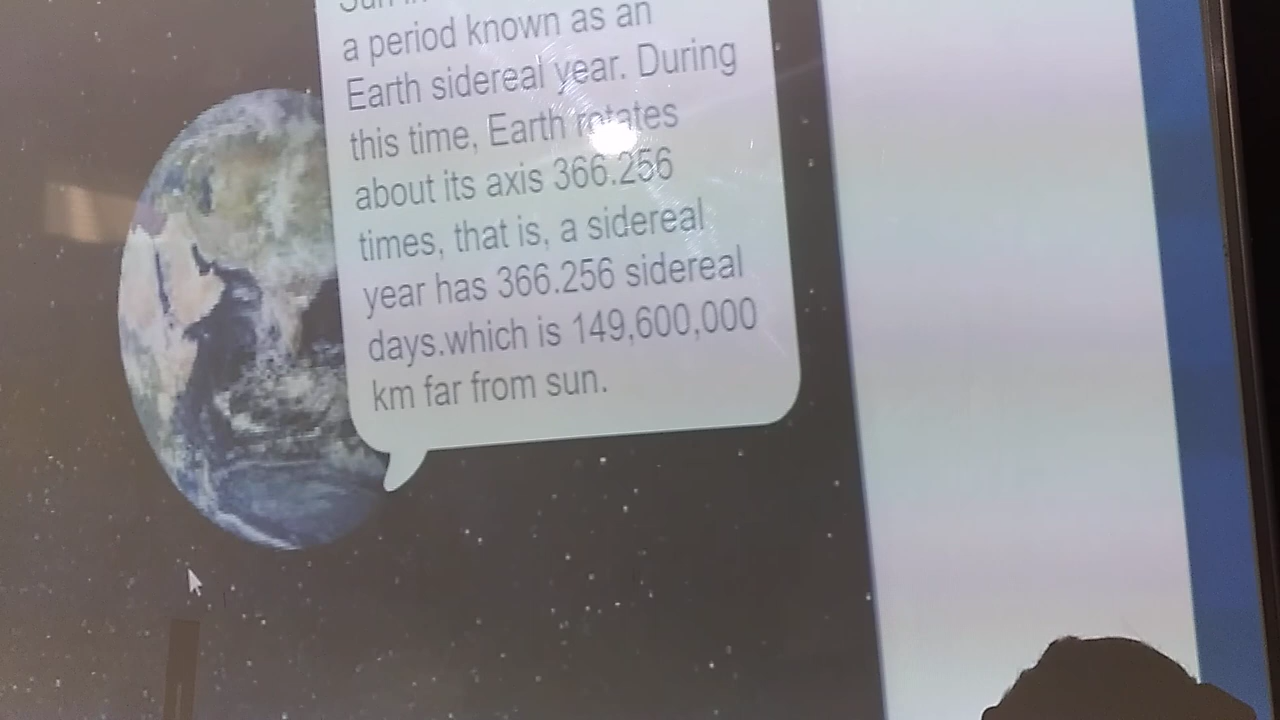 a period known as an
Earth sidereal year. During
this time, Earth rotates
about its axis 366.256
times, that is, a sidereal
year has 366.256 sidereal
days.which is 149,600,000
km far from sun.